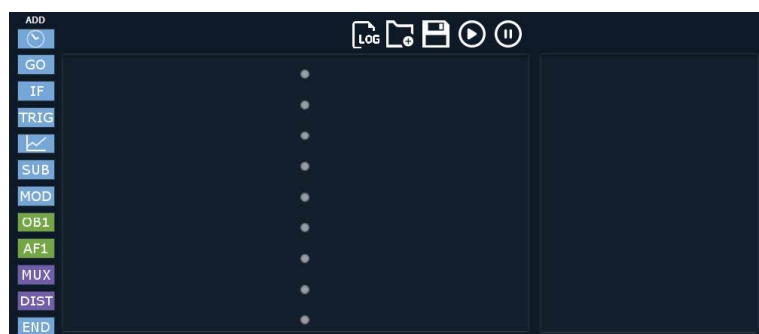 ADD
LOG
GO
IF
TRIG
SUB
MOD
OB1
AF1
MUX
DIST
END